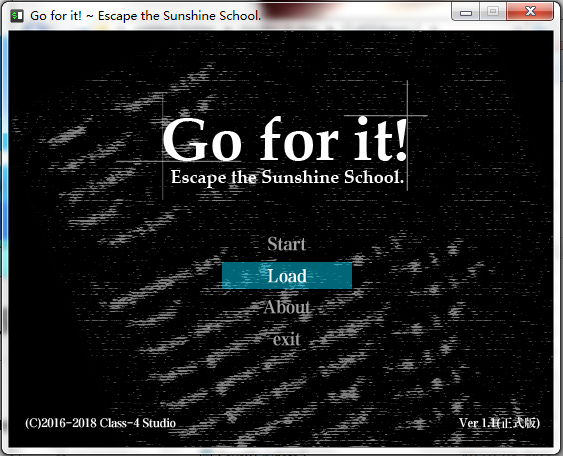 Go for it! ~ Escape the Sunshine School.
Go for it!
Escape the Sunshine School.
Start
Load
About
exit
(C)2016-2018 Class-4 Studio
Ver 1.1(正式版)